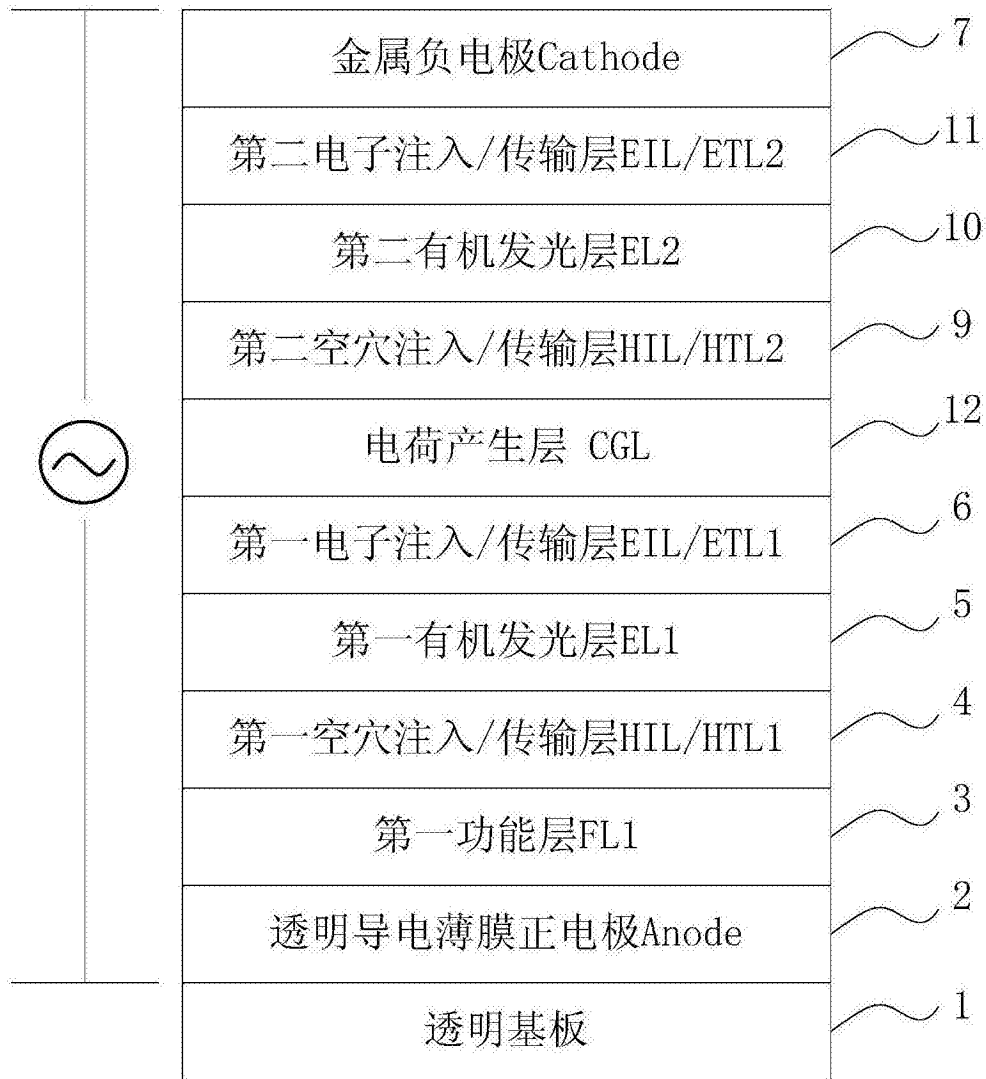 金属负电极Cathode 7
第二电子注入/传输层EIL/ETL2 11
第二有机发光层EL2 10
第二空穴注入/传输层HIL/HTL2 9
电荷产生层 CGL 12
第一电子注入/传输层EIL/ETL1 6
第一有机发光层EL1 5
第一空穴注入/传输层HIL/HTL1 4
第一功能层FL1 3
透明导电薄膜正电极Anode 2
透明基板 1